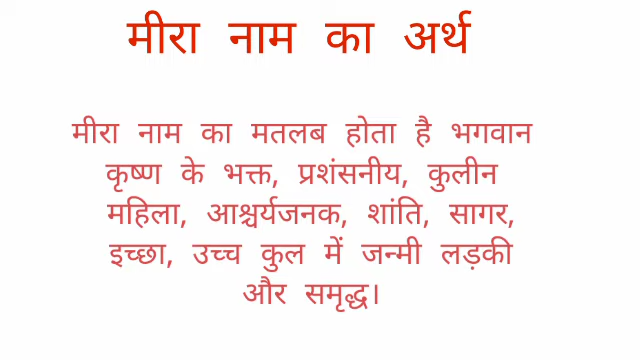 मीरा नाम का अर्थ
मीरा नाम का मतलब होता है भगवान
कृष्ण के भक्त, प्रशंसनीय, कुलीन
महिला, आश्चर्यजनक, शांति, सागर,
इच्छा, उच्च कुल में जन्मी लड़की
और समृद्ध।